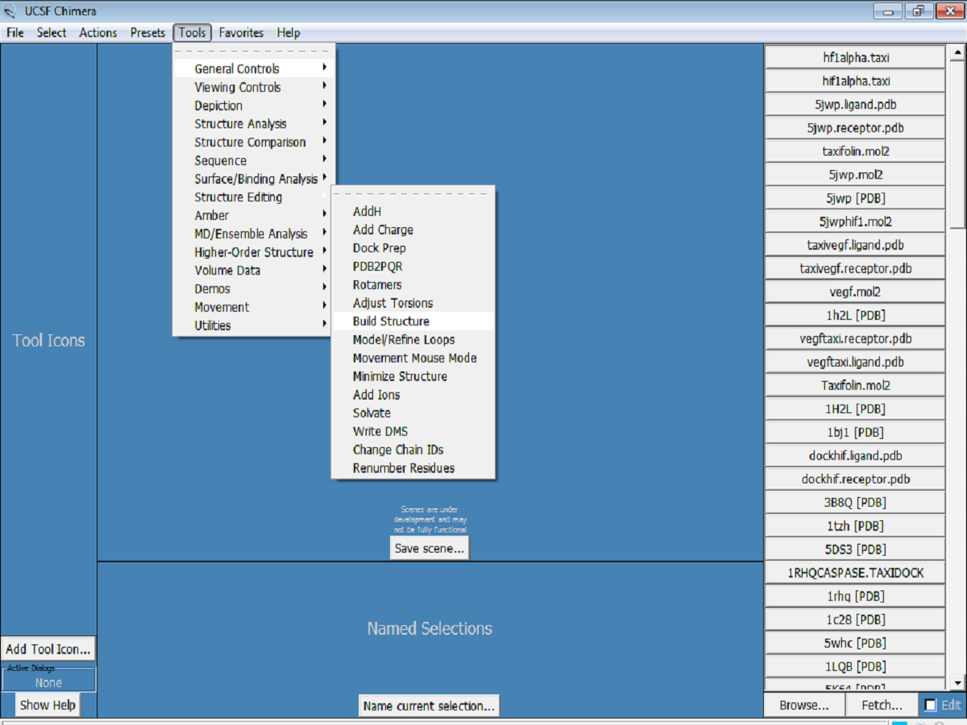 UCSF Chimera
File Select Actions Presets Tools Favorites Help
General Controls
Viewing Controls
Depiction
Structure Analysis
Structure Comparison
Sequence
Surface/Binding Analysis
Structure Editing
Amber
MD/Ensemble Analysis
Higher-Order Structure
Volume Data
Demos
Movement
Utilities
AddH
Add Charge
Dock Prep
PDB2PQR
Rotamers
Adjust Torsions
Build Structure
Model/Refine Loops
Movement Mouse Mode
Minimize Structure
Add Ions
Solvate
Write DMS
Change Chain IDs
Renumber Residues
Tool Icons
Scenes are under
development and may
not be fully functional
Save scene...
Named Selections
Name current selection...
Add Tool Icon...
Active Dialogs
None
Show Help
hf1alpha.taxi
hif1alpha.taxi
5jwp.ligand.pdb
5jwp.receptor.pdb
taxifolin.mol2
5jwp.mol2
5jwp [PDB]
5jwphif1.mol2
taxivegf.ligand.pdb
taxivegf.receptor.pdb
vegf.mol2
1h2L [PDB]
vegftaxi.receptor.pdb
vegftaxi.ligand.pdb
Taxifolin.mol2
1H2L [PDB]
1bj1 [PDB]
dockhif.ligand.pdb
dockhif.receptor.pdb
3B8Q [PDB]
1tzh [PDB]
5DS3 [PDB]
1RHQCASPASE.TAXIDOCK
1rhq [PDB]
1c28 [PDB]
5whc [PDB]
1LQB [PDB]
Browse... Fetch... Edit